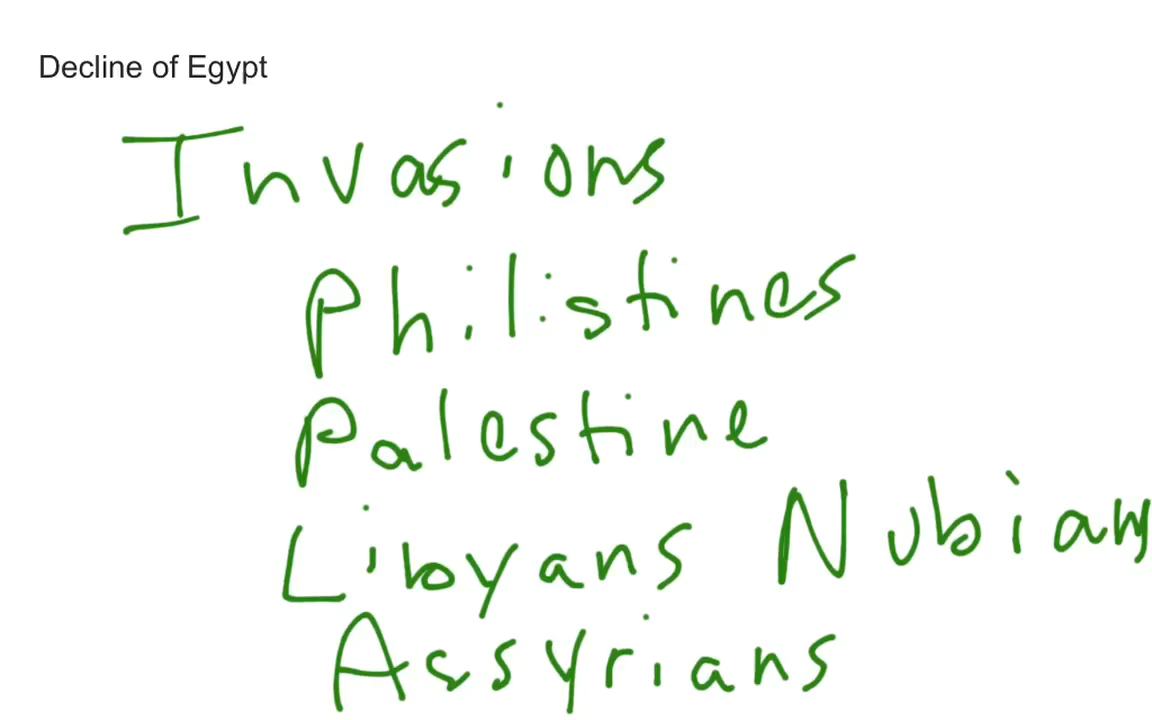 Decline of Egypt
Invasions
Philistines
Palestine
Libyans Nubians
Assyrians